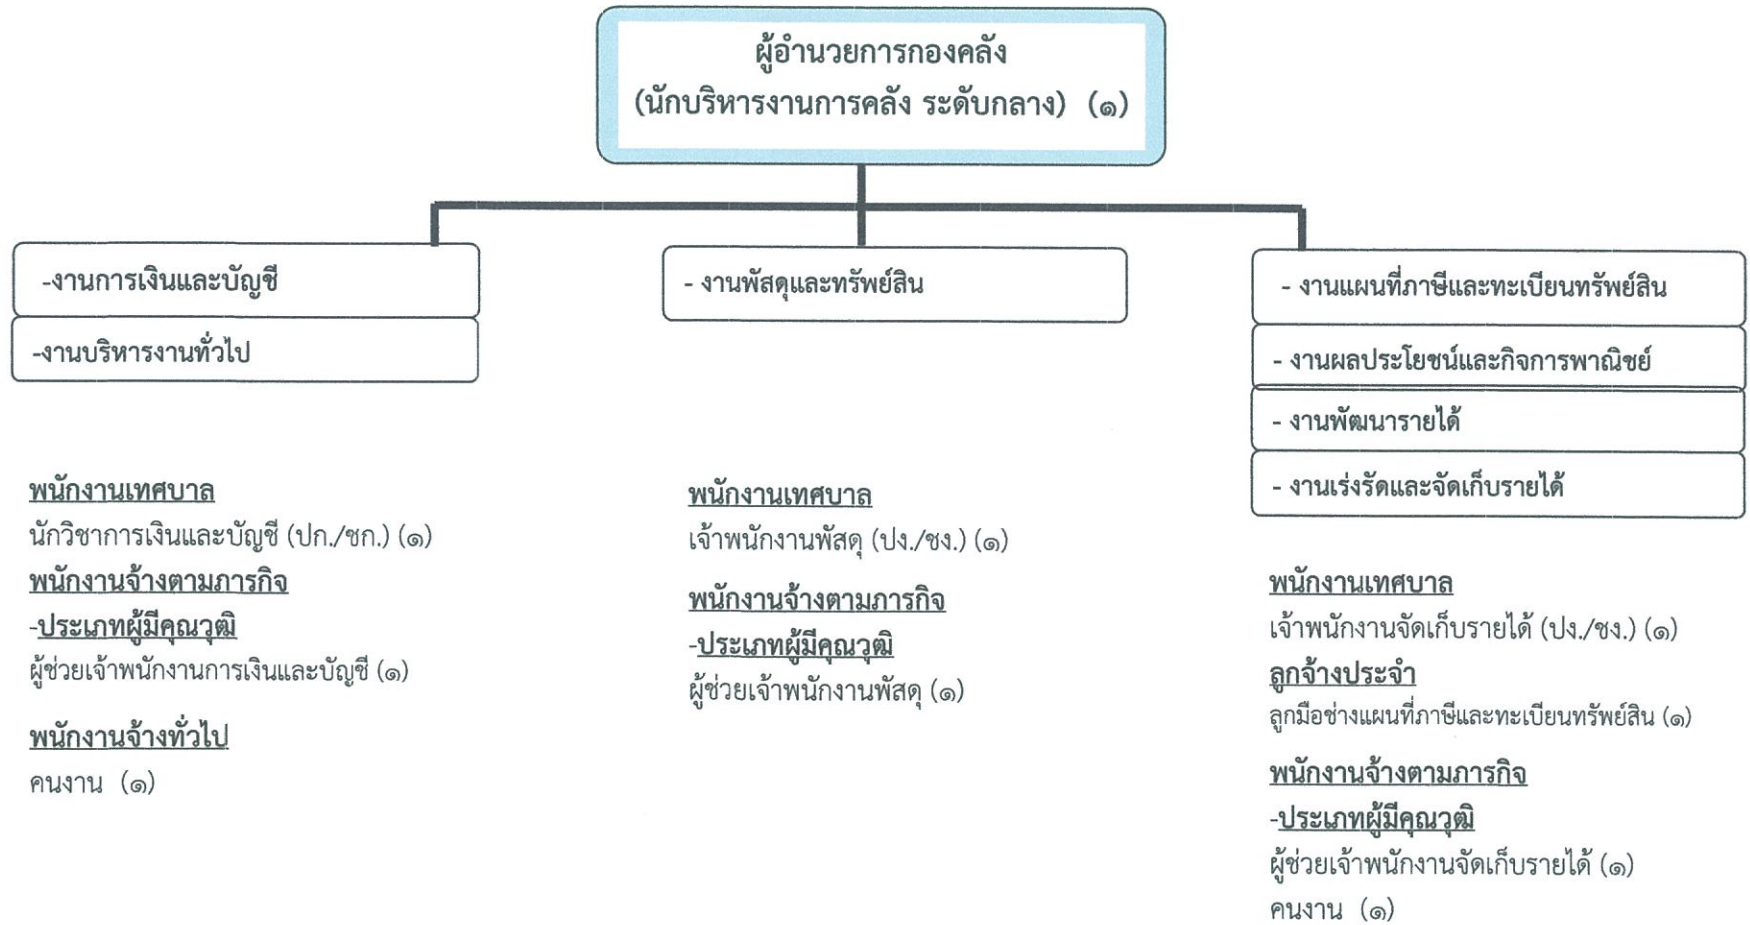 ผู้อำนวยการกองคลัง
(นักบริหารงานการคลัง ระดับกลาง) (๑)
-งานการเงินและบัญชี
-งานบริหารงานทั่วไป
พนักงานเทศบาล
นักวิชาการเงินและบัญชี (ปก./ชก.) (๑)
พนักงานจ้างตามภารกิจ
-ประเภทผู้มีคุณวุฒิ
ผู้ช่วยเจ้าพนักงานการเงินและบัญชี (๑)
พนักงานจ้างทั่วไป
คนงาน (๑)
- งานพัสดุและทรัพย์สิน
พนักงานเทศบาล
เจ้าพนักงานพัสดุ (ปง./ชง.) (๑)
พนักงานจ้างตามภารกิจ
-ประเภทผู้มีคุณวุฒิ
ผู้ช่วยเจ้าพนักงานพัสดุ (๑)
- งานแผนที่ภาษีและทะเบียนทรัพย์สิน
- งานผลประโยชน์และกิจการพาณิชย์
- งานพัฒนารายได้
- งานเร่งรัดและจัดเก็บรายได้
พนักงานเทศบาล
เจ้าพนักงานจัดเก็บรายได้ (ปง./ชง.) (๑)
ลูกจ้างประจำ
ลูกมือช่างแผนที่ภาษีและทะเบียนทรัพย์สิน (๑)
พนักงานจ้างตามภารกิจ
-ประเภทผู้มีคุณวุฒิ
ผู้ช่วยเจ้าพนักงานจัดเก็บรายได้ (๑)
คนงาน (๑)